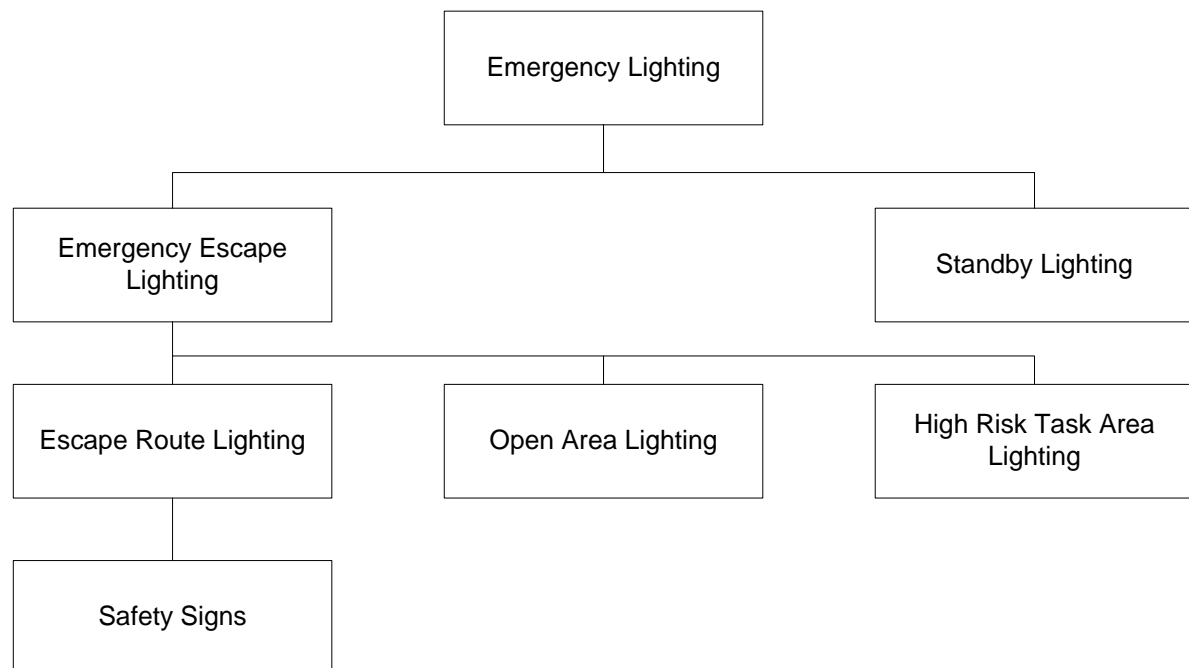 Emergency Lighting
Emergency Escape
Lighting
Standby Lighting
Escape Route Lighting
Open Area Lighting
High Risk Task Area
Lighting
Safety Signs